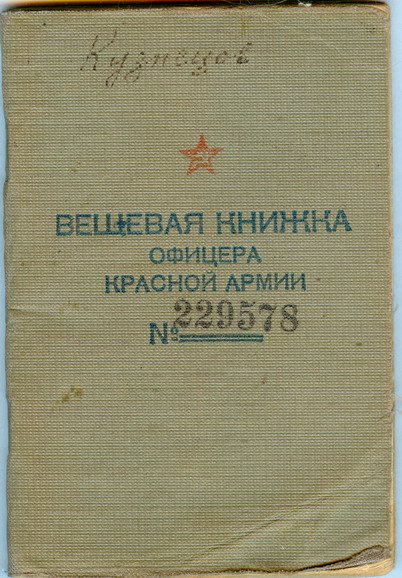 Кузнецов
ВЕЩЕВАЯ КНИЖКА
ОФИЦЕРА
КРАСНОЙ АРМИИ
№ 229578